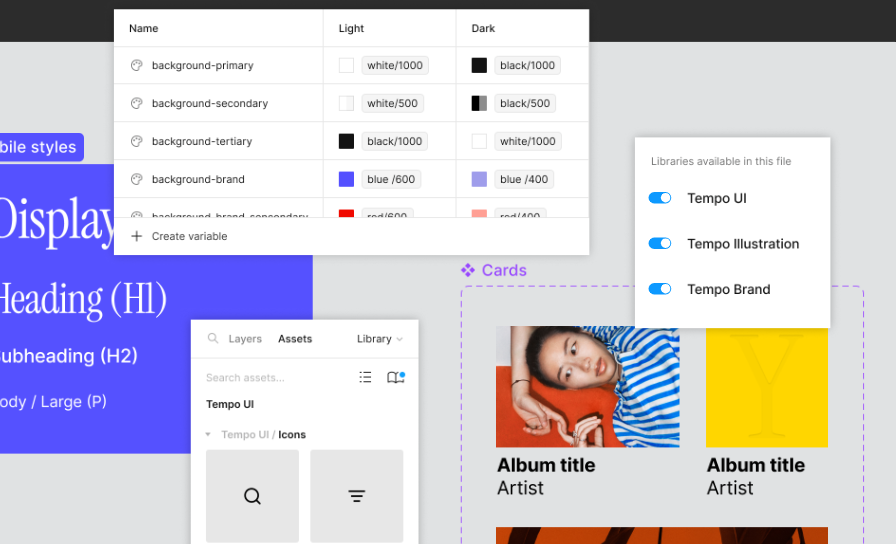 Name Light Dark
background-primary white/1000 black/1000
background-secondary white/500 black/500
background-tertiary black/1000 white/1000
background-brand blue /600 blue /400
background-brand-sencondary red/600 red/400
Create variable
bile styles
Display
Heading (H1)
Subheading (H2)
ody / Large (P)
Layers Assets Library
Search assets...
Tempo UI
Tempo UI / Icons
Libraries available in this file
Tempo UI
Tempo Illustration
Tempo Brand
Cards
Y
Album title
Artist
Album title
Artist